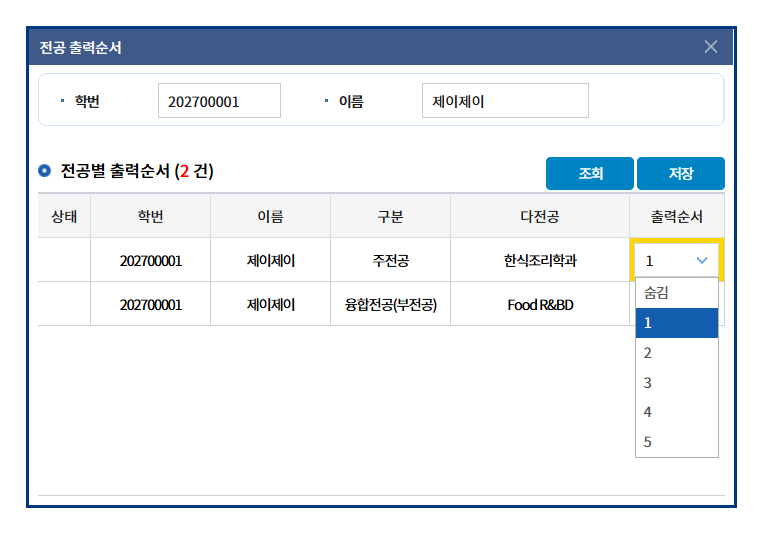 전공 출력순서
학번 202700001 이름 제이제이
전공별 출력순서 (2 건) 조회 저장
상태 학번 이름 구분 다전공 출력순서
202700001 제이제이 주전공 한식조리학과 1
202700001 제이제이 융합전공(부전공) Food R&BD
숨김
1
2
3
4
5